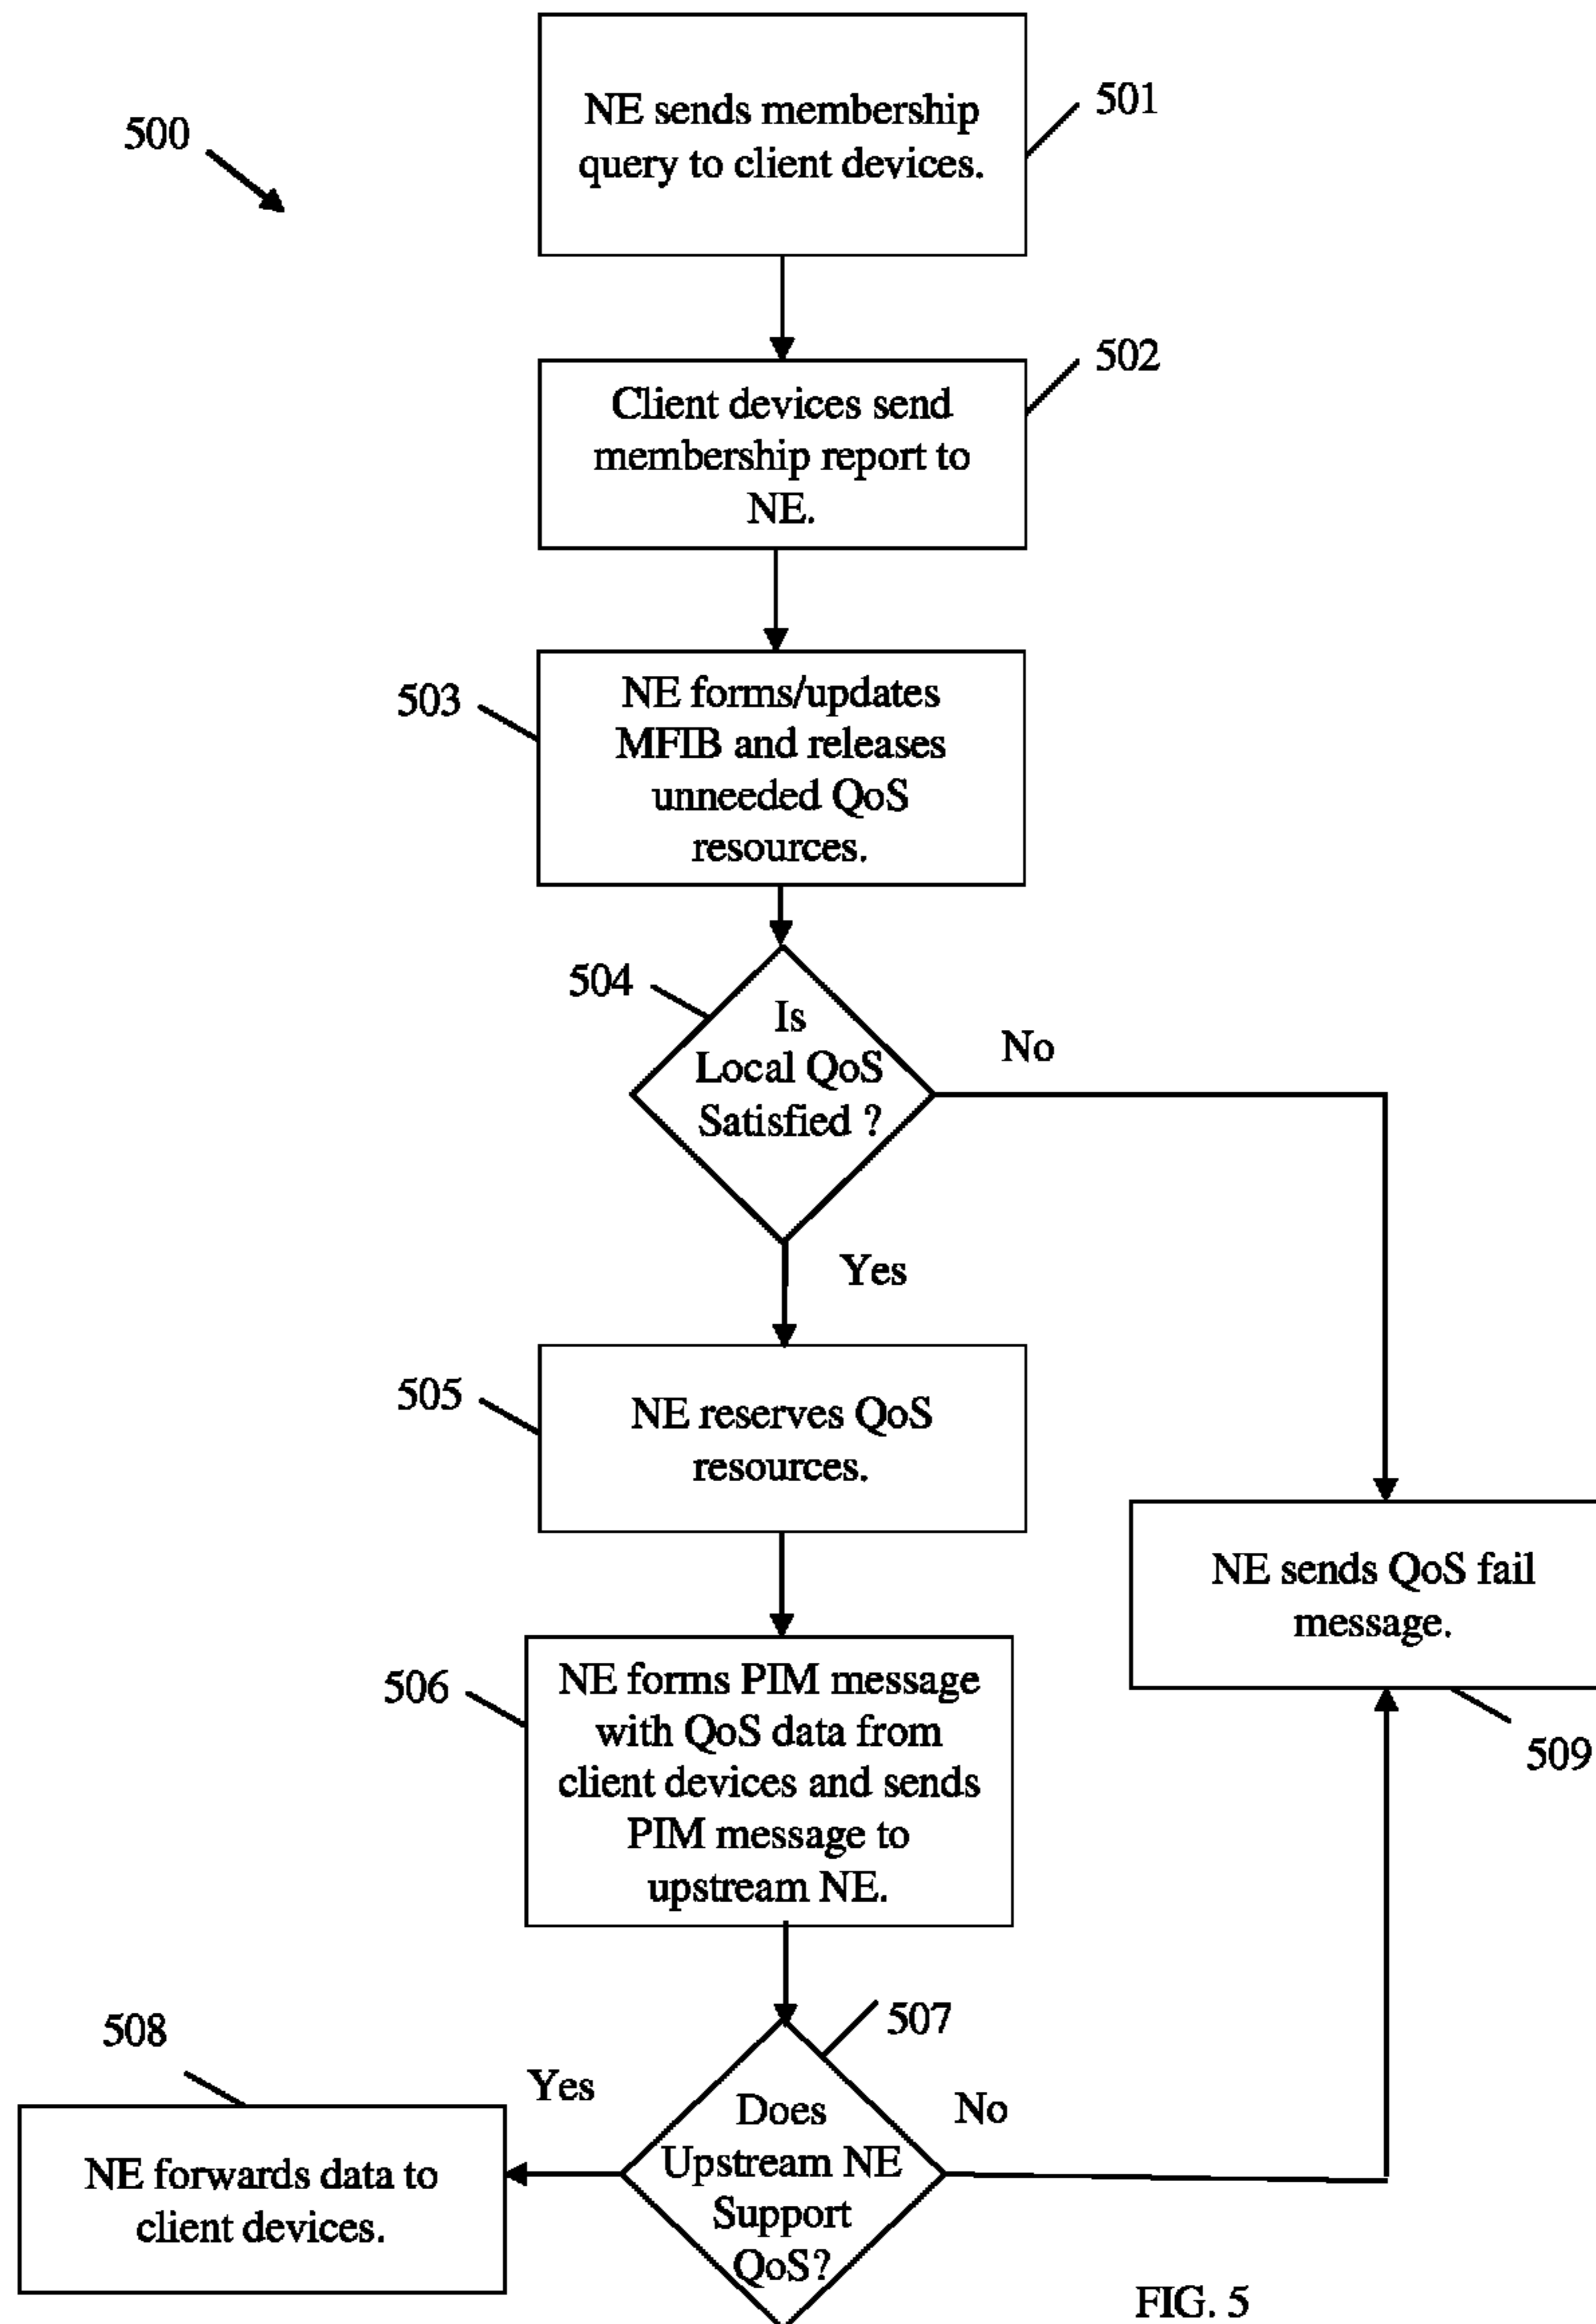 500
NE sends membership
query to client devices.
501
Client devices send
membership report to
NE.
502
503
NE forms/updates
MFIB and releases
unneeded QoS
resources.
504
Is
Local QoS
Satisfied ?
No
Yes
505
NE reserves QoS
resources.
NE sends QoS fail
message.
509
506
NE forms PIM message
with QoS data from
client devices and sends
PIM message to
upstream NE.
507
508
Yes
Does
Upstream NE
Support
QoS?
No
NE forwards data to
client devices.
FIG. 5